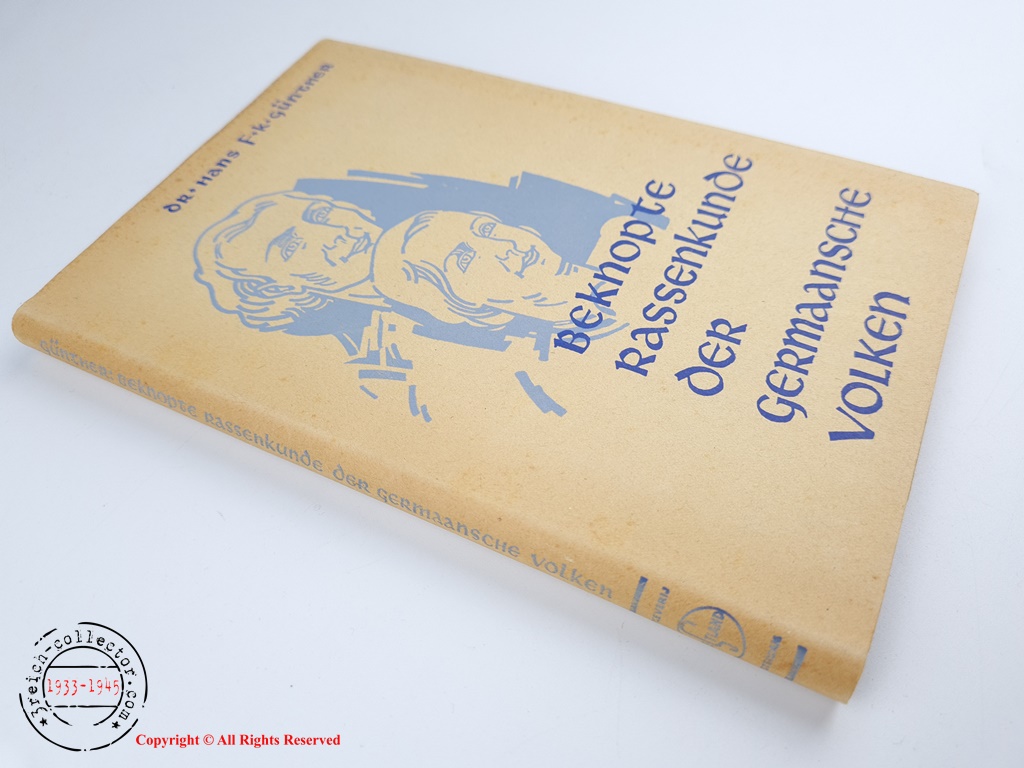 DR. HANS F.K. GÜNTHER
BEKNOPTE
RASSENKUNDE
DER
GERMAANSCHE
VOLKEN
GÜNTHER: BEKNOPTE RASSENKUNDE DER GERMAANSCHE VOLKEN
3reich-collector.com
1933-1945
Copyright © All Rights Reserved